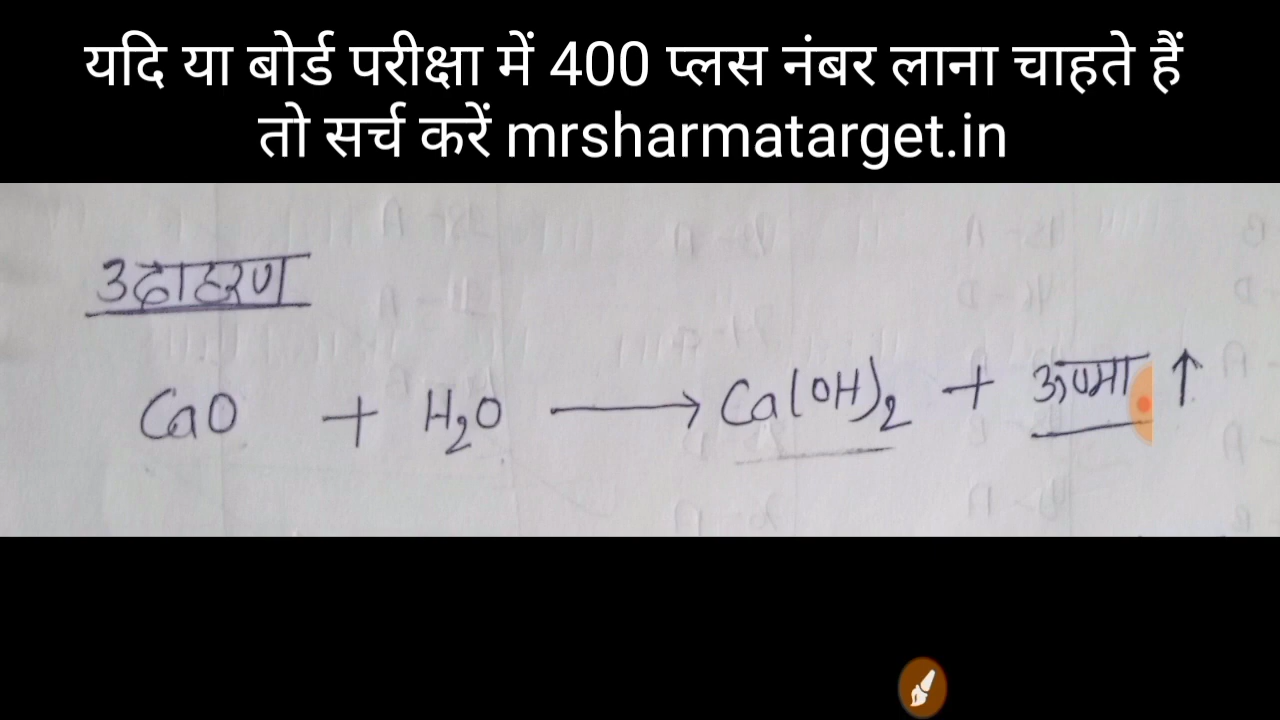 यदि या बोर्ड परीक्षा में 400 प्लस नंबर लाना चाहते हैं
तो सर्च करें mrsharmatarget.in
उदाहरण
CaO + H₂O ⟶ Ca(OH)₂ + ऊष्मा ↑